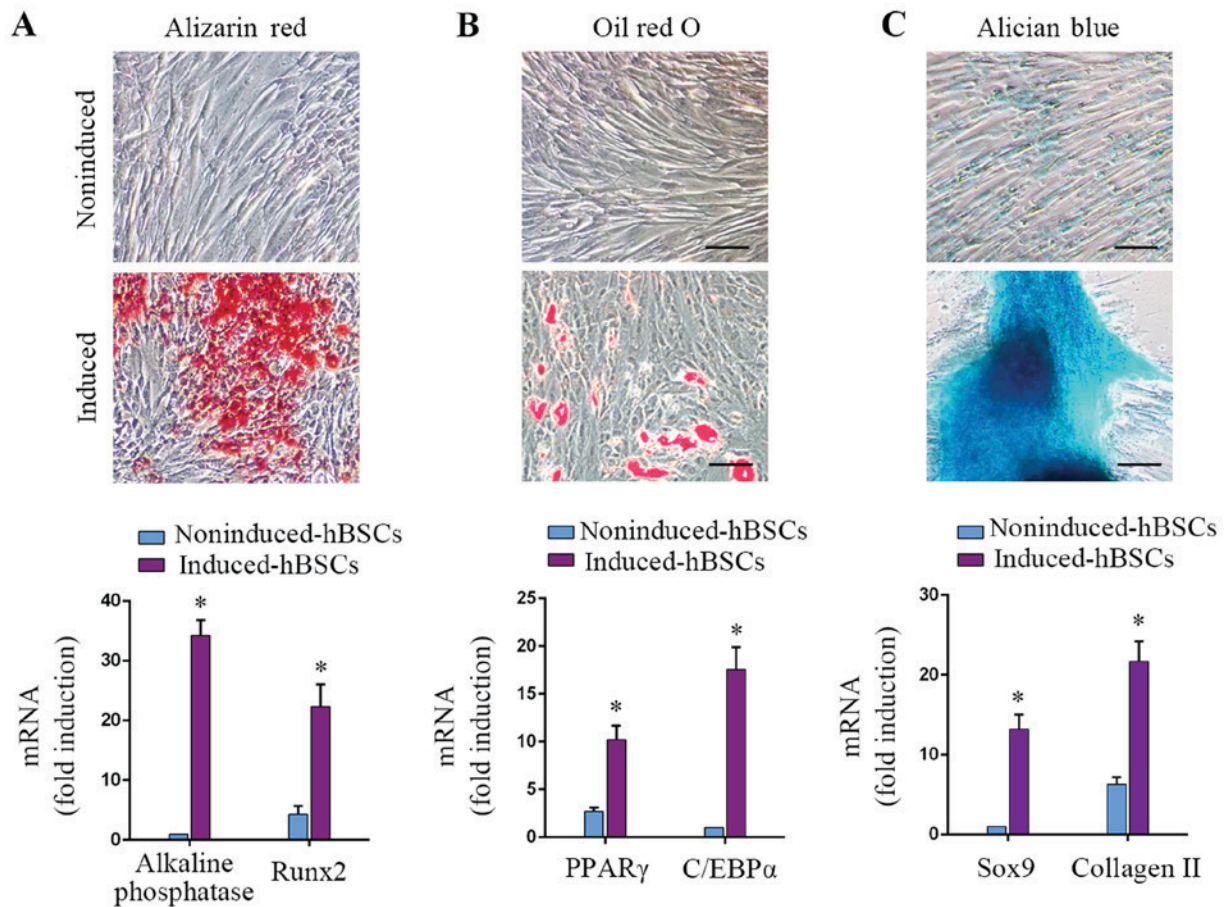 A
Alizarin red
B
Oil red O
C
Alician blue
Noninduced
Induced
Noninduced-hBSCs
Induced-hBSCs
mRNA
(fold induction)
40
30
20
10
0
*
*
Alkaline
phosphatase
Runx2
Noninduced-hBSCs
Induced-hBSCs
mRNA
(fold induction)
25
20
15
10
5
0
*
*
PPARγ
C/EBPα
Noninduced-hBSCs
Induced-hBSCs
mRNA
(fold induction)
30
20
10
0
*
*
Sox9
Collagen II